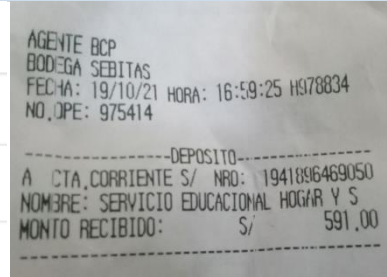 AGENTE BCP
BODEGA SEBITAS
FECHA: 19/10/21 HORA: 16:59:25 H978834
NO.OPE: 975414
-----------------DEPOSITO-----------------
A CTA.CORRIENTE S/ NRO: 1941896469050
NOMBRE: SERVICIO EDUCACIONAL HOGAR Y S
MONTO RECIBIDO: S/ 591.00